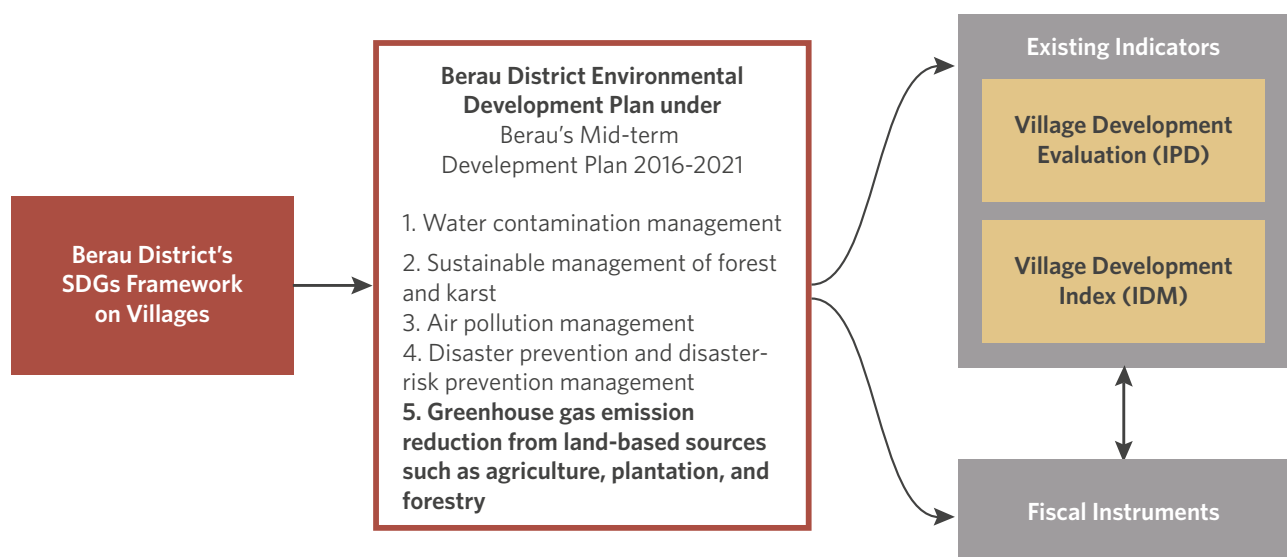 Berau District's
SDGs Framework
on Villages
Berau District Environmental
Development Plan under
Berau's Mid-term
Develepment Plan 2016-2021
1. Water contamination management
2. Sustainable management of forest
and karst
3. Air pollution management
4. Disaster prevention and disaster-
risk prevention management
5. Greenhouse gas emission
reduction from land-based sources
such as agriculture, plantation, and
forestry
Existing Indicators
Village Development
Evaluation (IPD)
Village Development
Index (IDM)
Fiscal Instruments